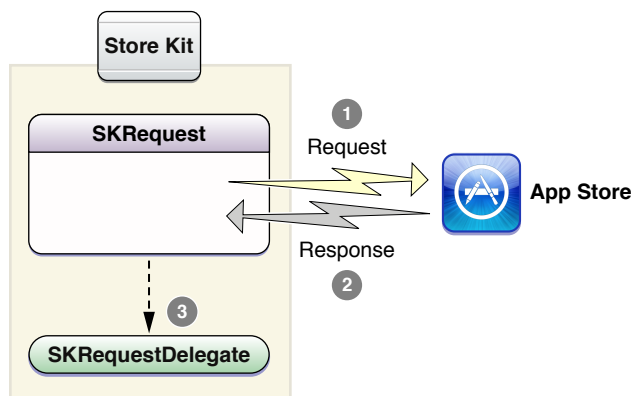 Store Kit
SKRequest
1
Request
App Store
Response
2
3
SKRequestDelegate